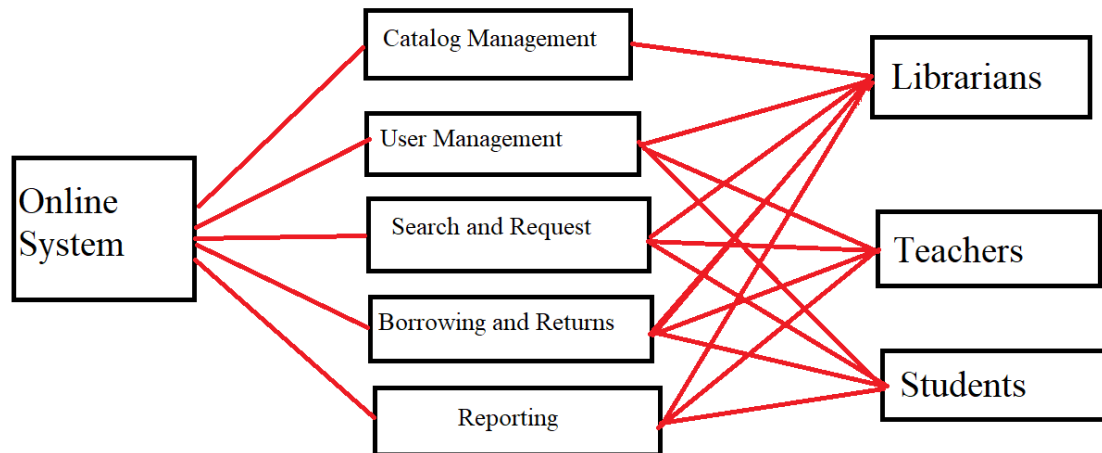 Online
System
Catalog Management
User Management
Search and Request
Borrowing and Returns
Reporting
Librarians
Teachers
Students